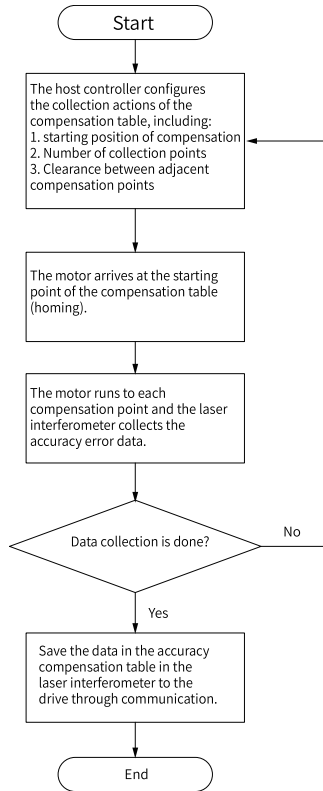 Start
The host controller configures
the collection actions of the
compensation table, including:
1. starting position of compensation
2. Number of collection points
3. Clearance between adjacent
compensation points
The motor arrives at the starting
point of the compensation table
(homing).
The motor runs to each
compensation point and the laser
interferometer collects the
accuracy error data.
Data collection is done?
No
Yes
Save the data in the accuracy
compensation table in the
laser interferometer to the
drive through communication.
End